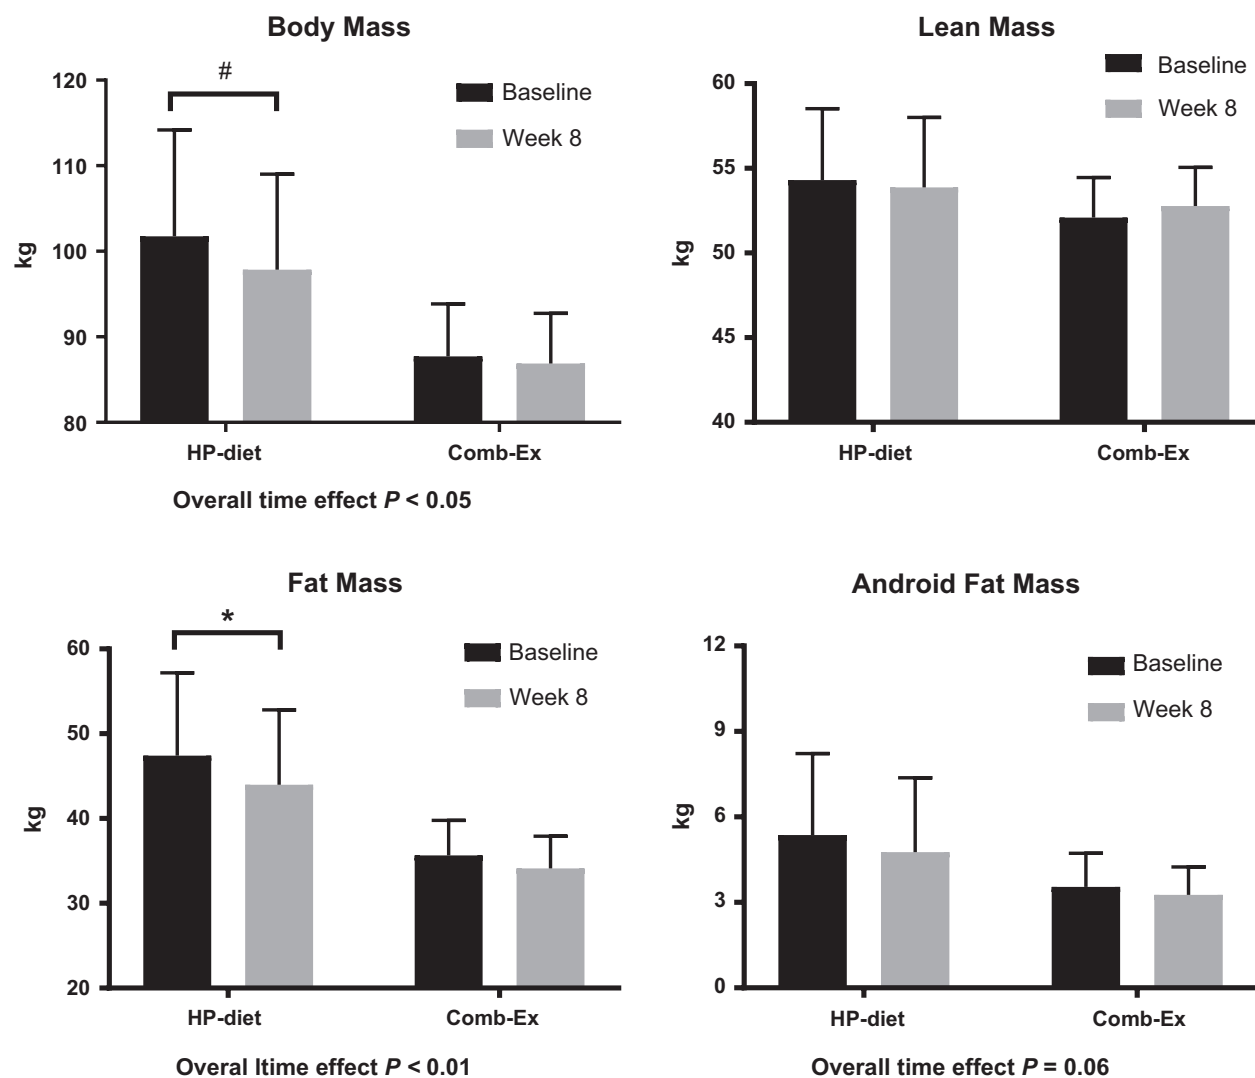 Body Mass
#
Baseline
Week 8
kg
120
110
100
90
80
HP-diet
Comb-Ex
Overall time effect P < 0.05
Lean Mass
Baseline
Week 8
kg
60
55
50
45
40
HP-diet
Comb-Ex
Fat Mass
*
Baseline
Week 8
kg
60
50
40
30
20
HP-diet
Comb-Ex
Overal ltime effect P < 0.01
Android Fat Mass
Baseline
Week 8
kg
12
9
6
3
0
HP-diet
Comb-Ex
Overall time effect P = 0.06